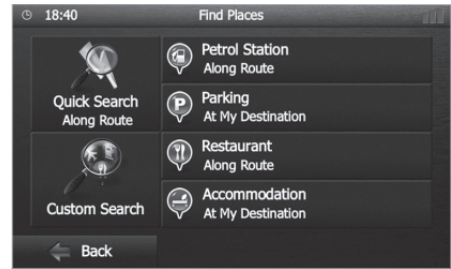 18:40 Find Places
Quick Search
Along Route
Custom Search
Petrol Station
Along Route
P
Parking
At My Destination
Restaurant
Along Route
Accommodation
At My Destination
Back